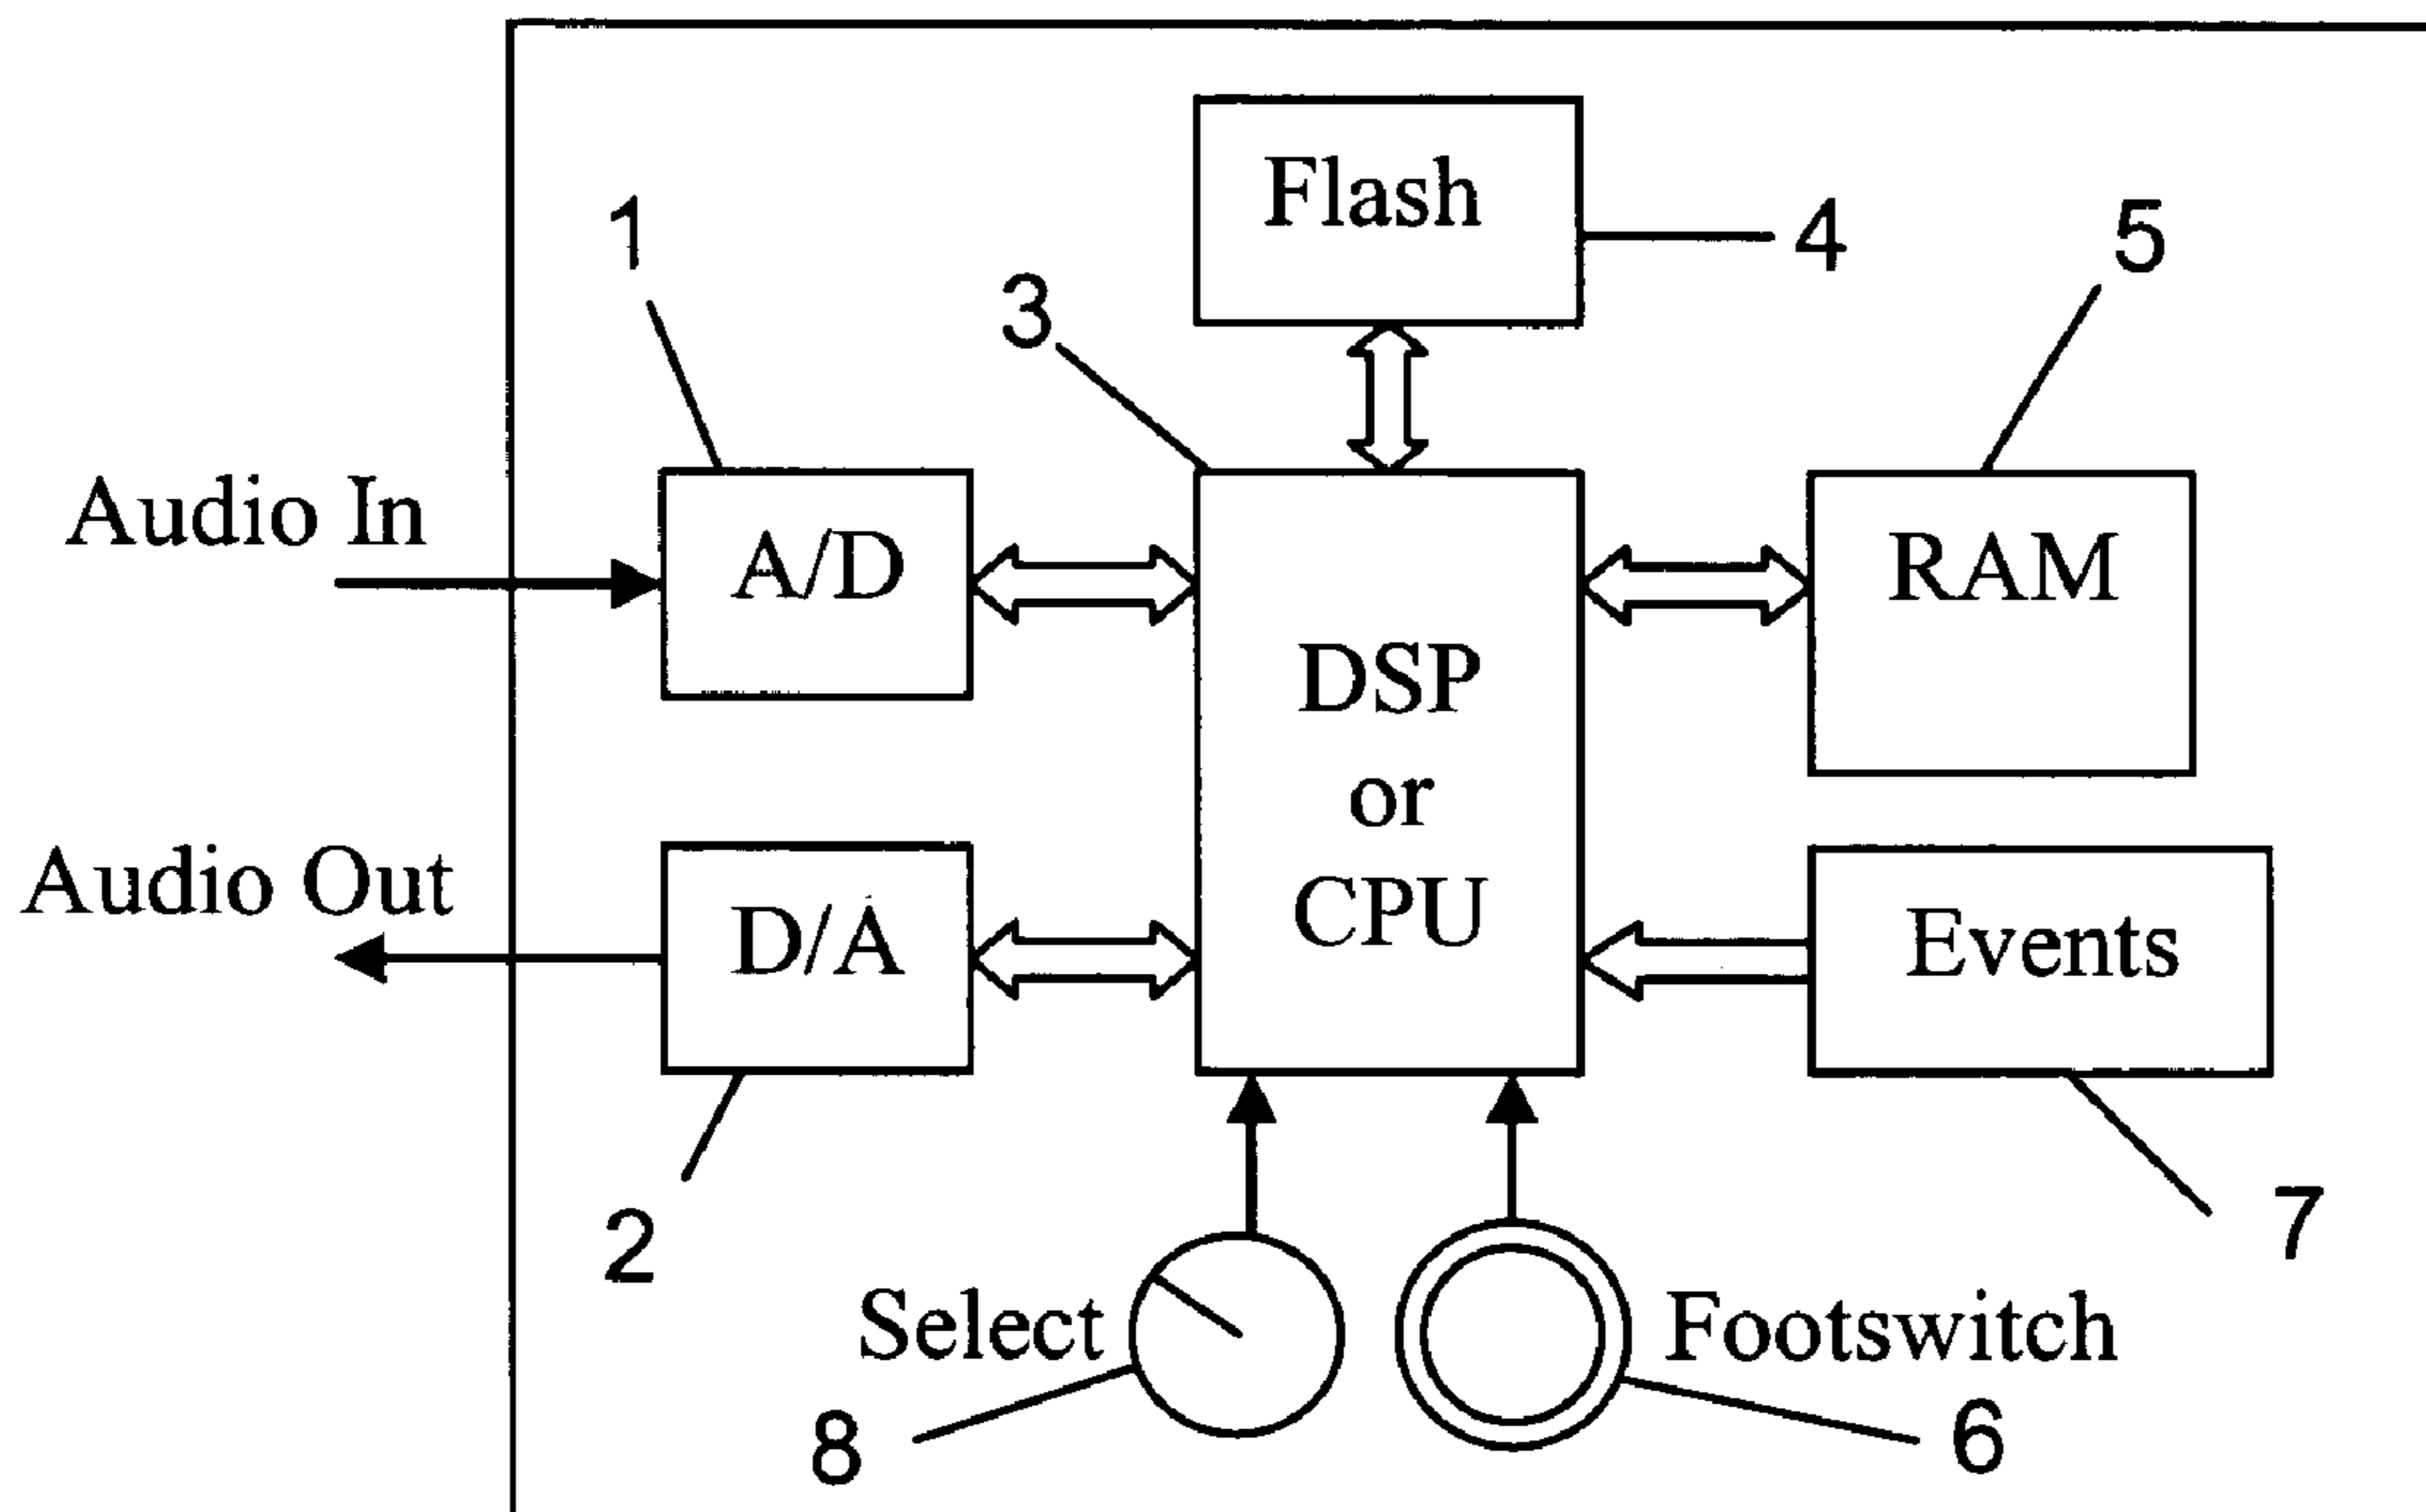 Flash
1
4
5
3
Audio In
A/D
RAM
DSP
or
CPU
Audio Out
D/A
Events
2
7
Select
Footswitch
8
6